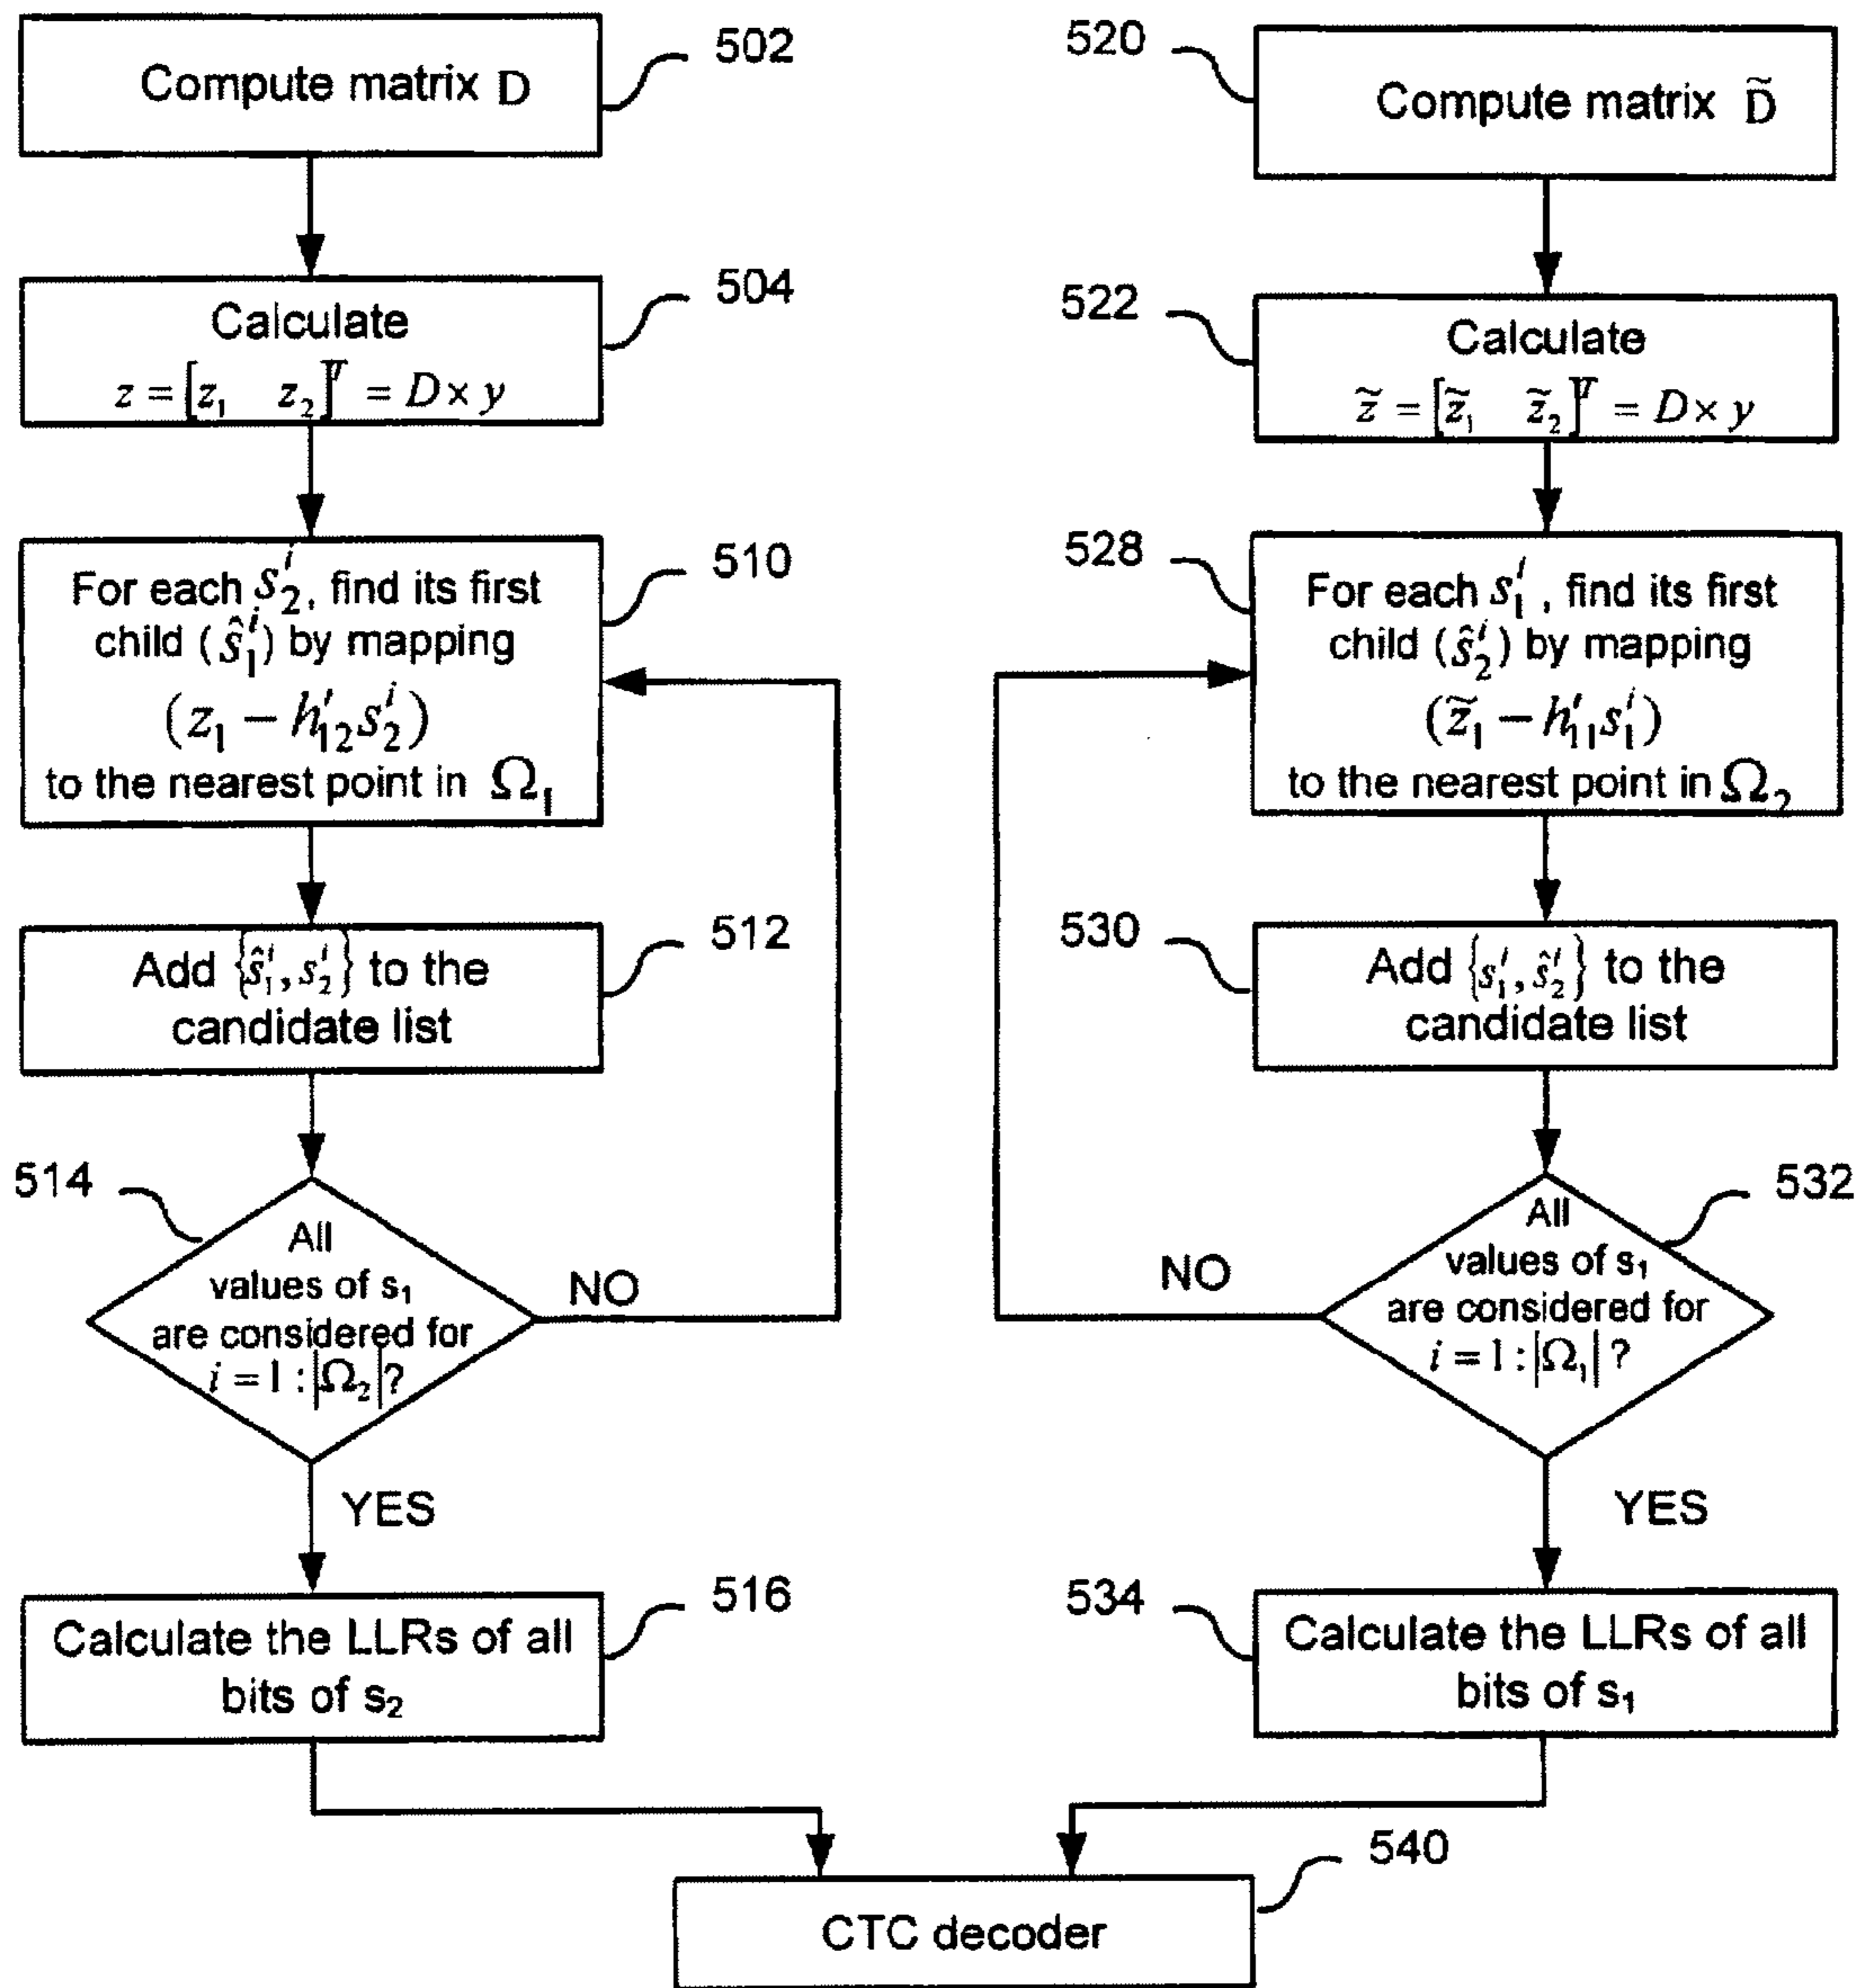 Compute matrix D
502
Calculate
z = [z₁ z₂]ᵀ = D × y
504
For each s₂ⁱ, find its first
child (ŝ₁ⁱ) by mapping
(z₁ − h′₁₂s₂ⁱ)
to the nearest point in Ω₁
510
Add {ŝ₁ⁱ, s₂ⁱ} to the
candidate list
512
514
All
values of s₁
are considered for
i = 1 : |Ω₂| ?
NO
YES
Calculate the LLRs of all
bits of s₂
516
520
Compute matrix D̃
522
Calculate
z̃ = [z̃₁ z̃₂]ᵀ = D × y
528
For each s₁ⁱ, find its first
child (ŝ₂ⁱ) by mapping
(z̃₁ − h′₁₁s₁ⁱ)
to the nearest point in Ω₂
530
Add {s₁ⁱ, ŝ₂ⁱ} to the
candidate list
532
All
values of s₁
are considered for
i = 1 : |Ω₁| ?
NO
YES
534
Calculate the LLRs of all
bits of s₁
540
CTC decoder